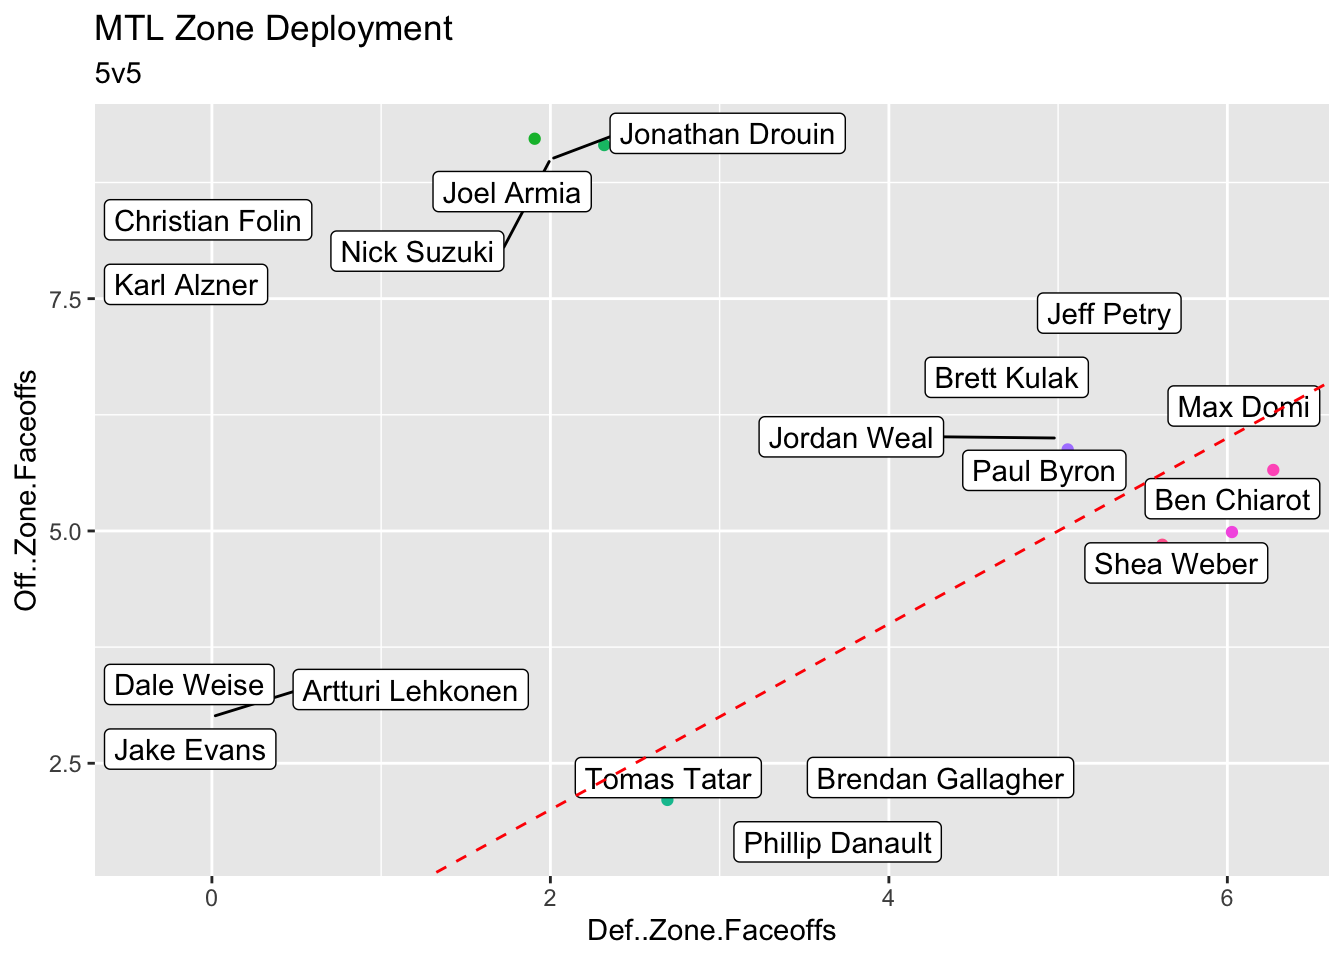 MTL Zone Deployment
5v5
Jonathan Drouin
Joel Armia
Christian Folin
Nick Suzuki
Karl Alzner
7.5
Jeff Petry
Brett Kulak
Max Domi
Jordan Weal
Paul Byron
Ben Chiarot
5.0
Shea Weber
Off..Zone.Faceoffs
Dale Weise
Artturi Lehkonen
Jake Evans
2.5
Tomas Tatar
Brendan Gallagher
Phillip Danault
0 2 4 6
Def..Zone.Faceoffs